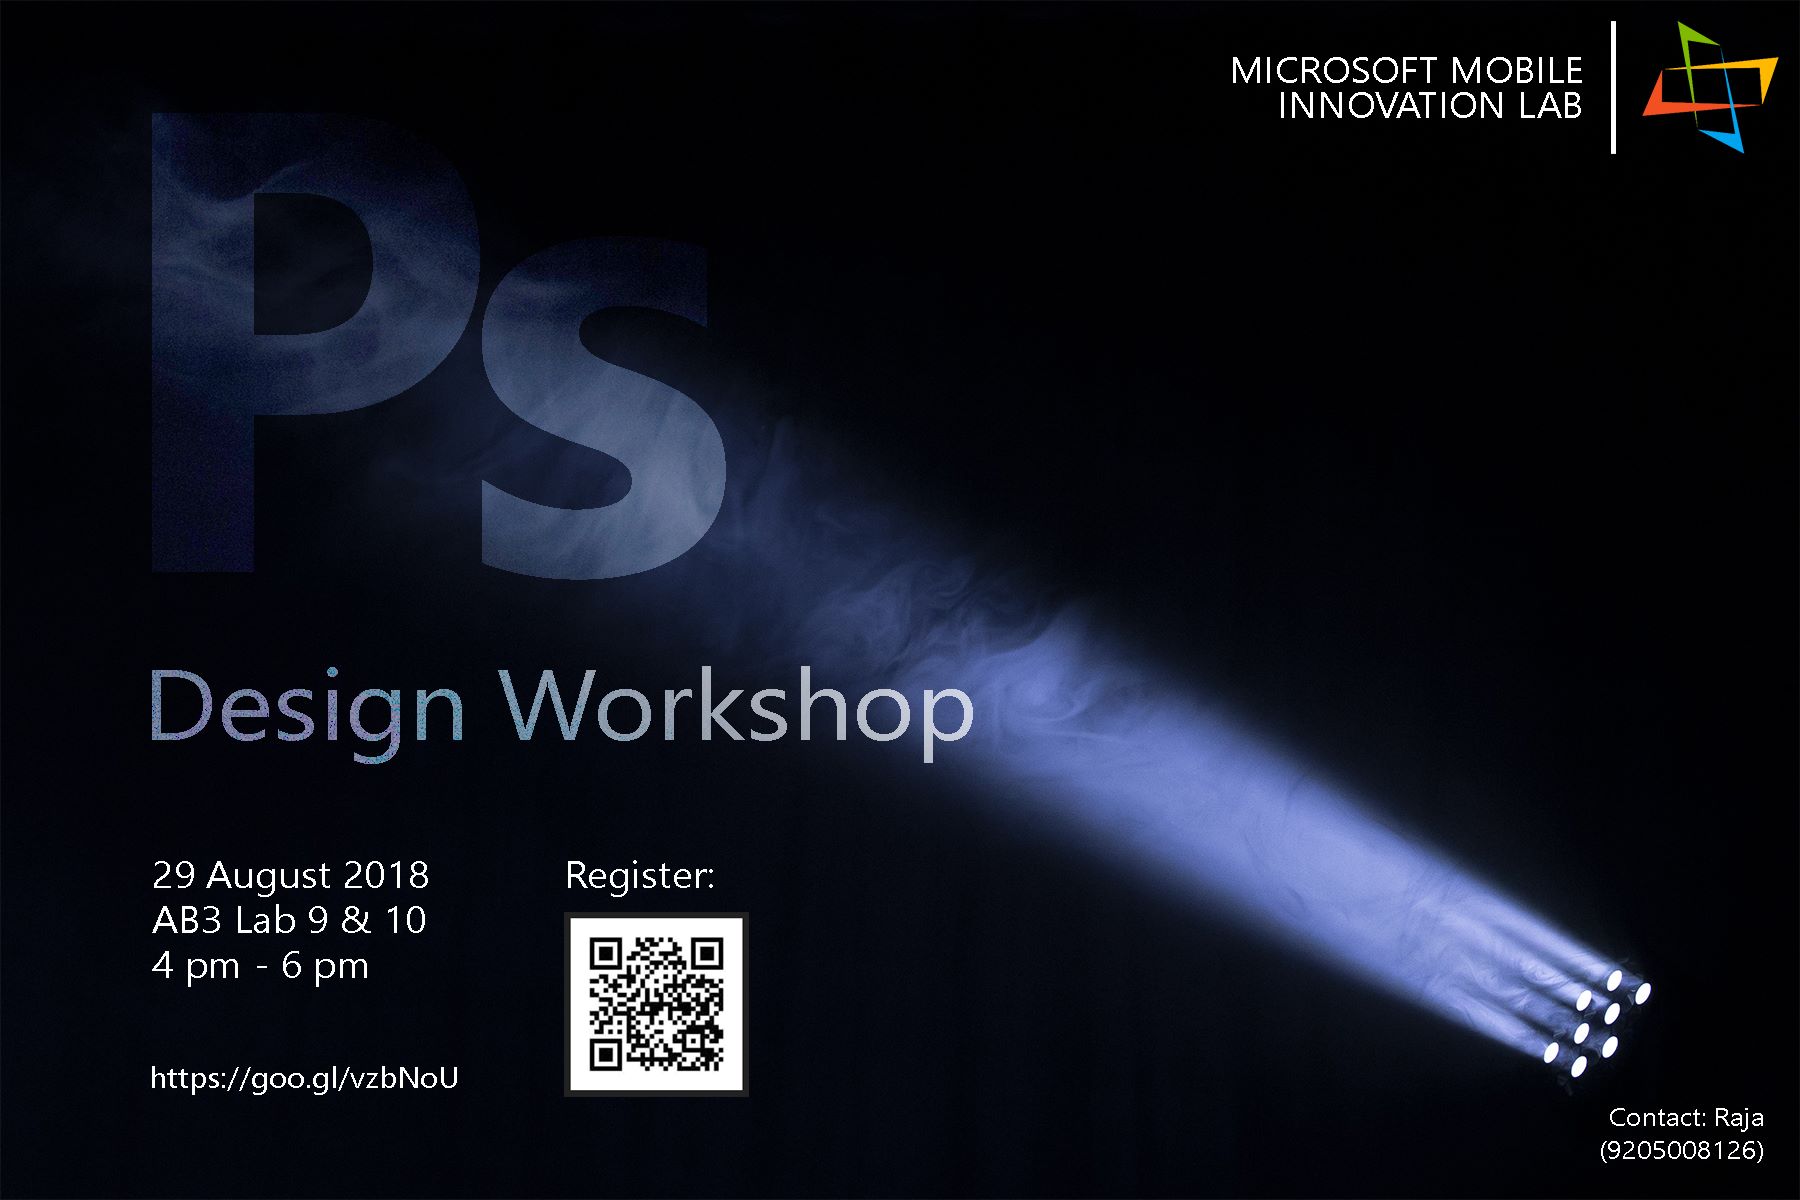 MICROSOFT MOBILE
INNOVATION LAB
Ps
Design Workshop
29 August 2018
AB3 Lab 9 & 10
4 pm - 6 pm
https://goo.gl/vzbNoU
Register:
Contact: Raja
(9205008126)